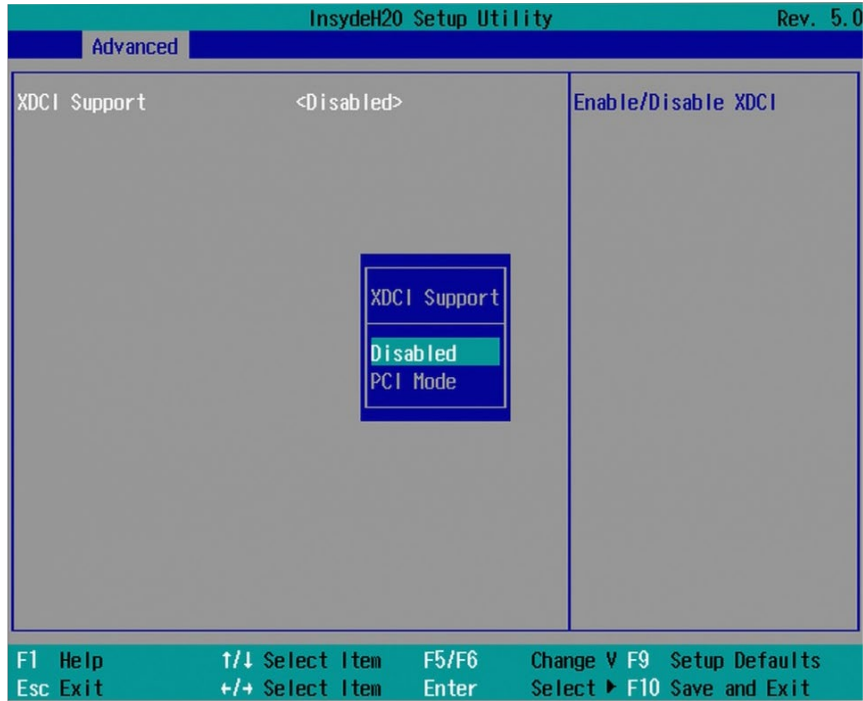 InsydeH20 Setup Utility Rev. 5.0
Advanced
XDCI Support <Disabled> Enable/Disable XDCI
XDCI Support
Disabled
PCI Mode
F1 Help ↑/↓ Select Item F5/F6 Change V F9 Setup Defaults
Esc Exit ←/→ Select Item Enter Select ▶ F10 Save and Exit